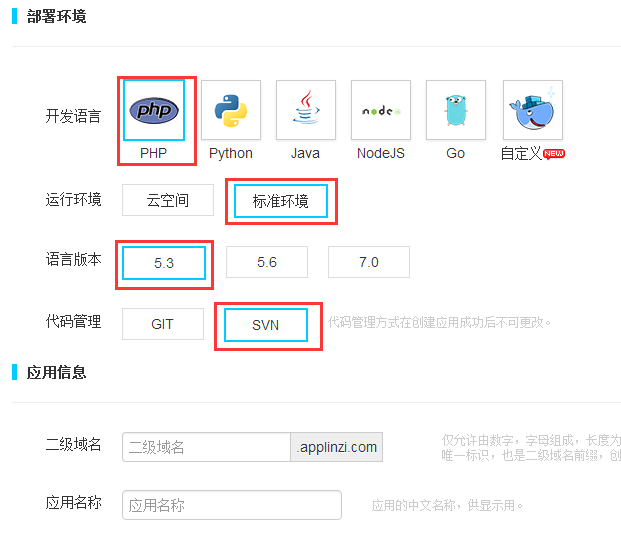 部署环境
开发语言
php
node
PHP
Python
Java
NodeJS
Go
自定义 NEW
运行环境
云空间
标准环境
语言版本
5.3
5.6
7.0
代码管理
GIT
SVN
代码管理方式在创建应用成功后不可更改。
应用信息
二级域名
二级域名
.applinzi.com
仅允许由数字，字母组成，长度为
唯一标识，也是二级域名前缀，创
应用名称
应用名称
应用的中文名称，供显示用。